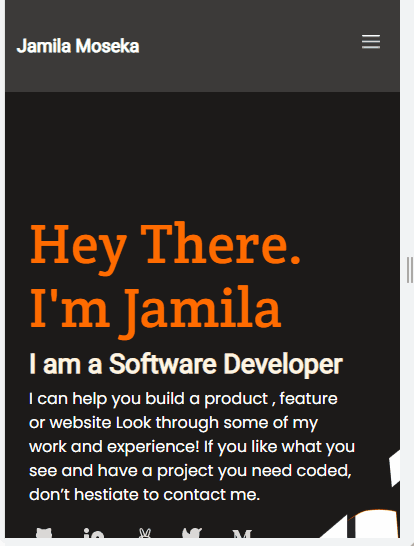 Jamila Moseka
Hey There.
I'm Jamila
I am a Software Developer
I can help you build a product , feature
or website Look through some of my
work and experience! If you like what you
see and have a project you need coded,
don’t hestiate to contact me.